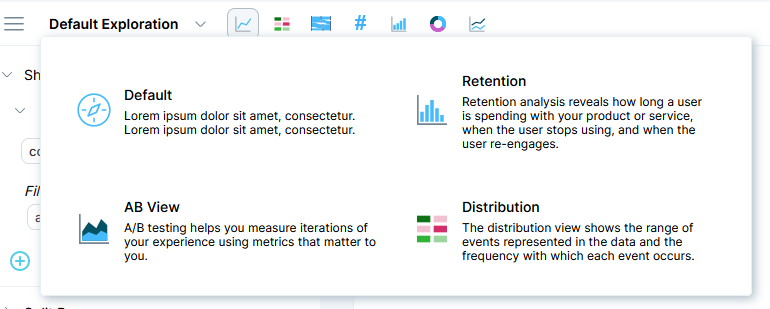 Default Exploration
#
Sh
Default
Lorem ipsum dolor sit amet, consectetur.
Lorem ipsum dolor sit amet, consectetur.
Retention
Retention analysis reveals how long a user
is spending with your product or service,
when the user stops using, and when the
user re-engages.
co
Fil
a
AB View
A/B testing helps you measure iterations of
your experience using metrics that matter to
you.
Distribution
The distribution view shows the range of
events represented in the data and the
frequency with which each event occurs.